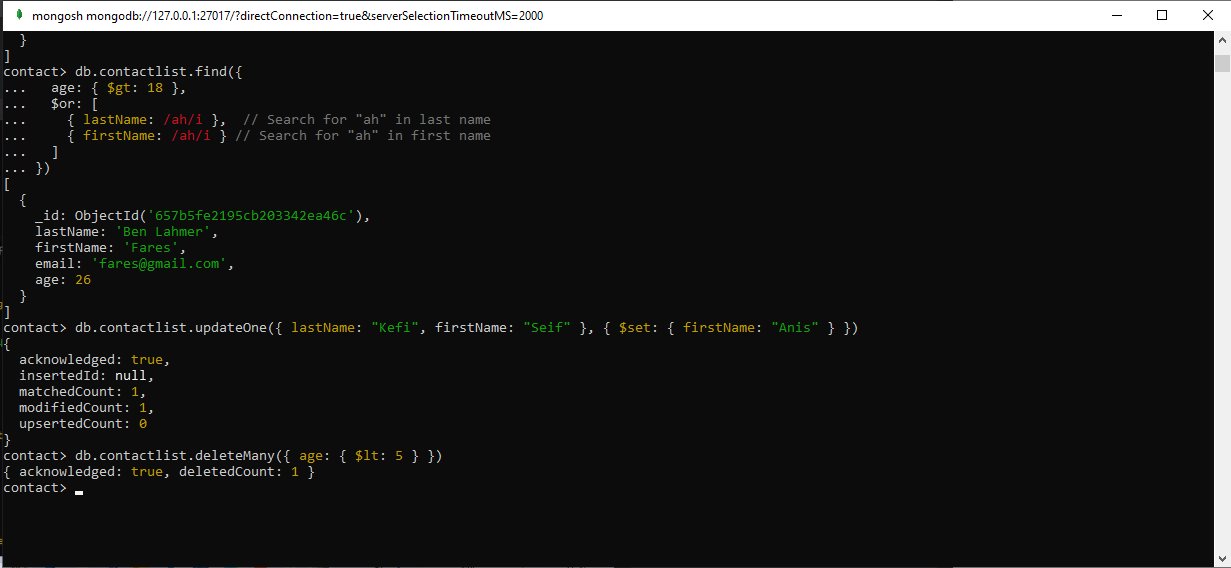 mongosh mongodb://127.0.0.1:27017/?directConnection=true&serverSelectionTimeoutMS=2000
  }
]
contact> db.contactlist.find({
...   age: { $gt: 18 },
...   $or: [
...     { lastName: /ah/i },  // Search for "ah" in last name
...     { firstName: /ah/i } // Search for "ah" in first name
...   ]
... })
[
  {
    _id: ObjectId('657b5fe2195cb203342ea46c'),
    lastName: 'Ben Lahmer',
    firstName: 'Fares',
    email: 'fares@gmail.com',
    age: 26
  }
]
contact> db.contactlist.updateOne({ lastName: "Kefi", firstName: "Seif" }, { $set: { firstName: "Anis" } })
{
  acknowledged: true,
  insertedId: null,
  matchedCount: 1,
  modifiedCount: 1,
  upsertedCount: 0
}
contact> db.contactlist.deleteMany({ age: { $lt: 5 } })
{ acknowledged: true, deletedCount: 1 }
contact>